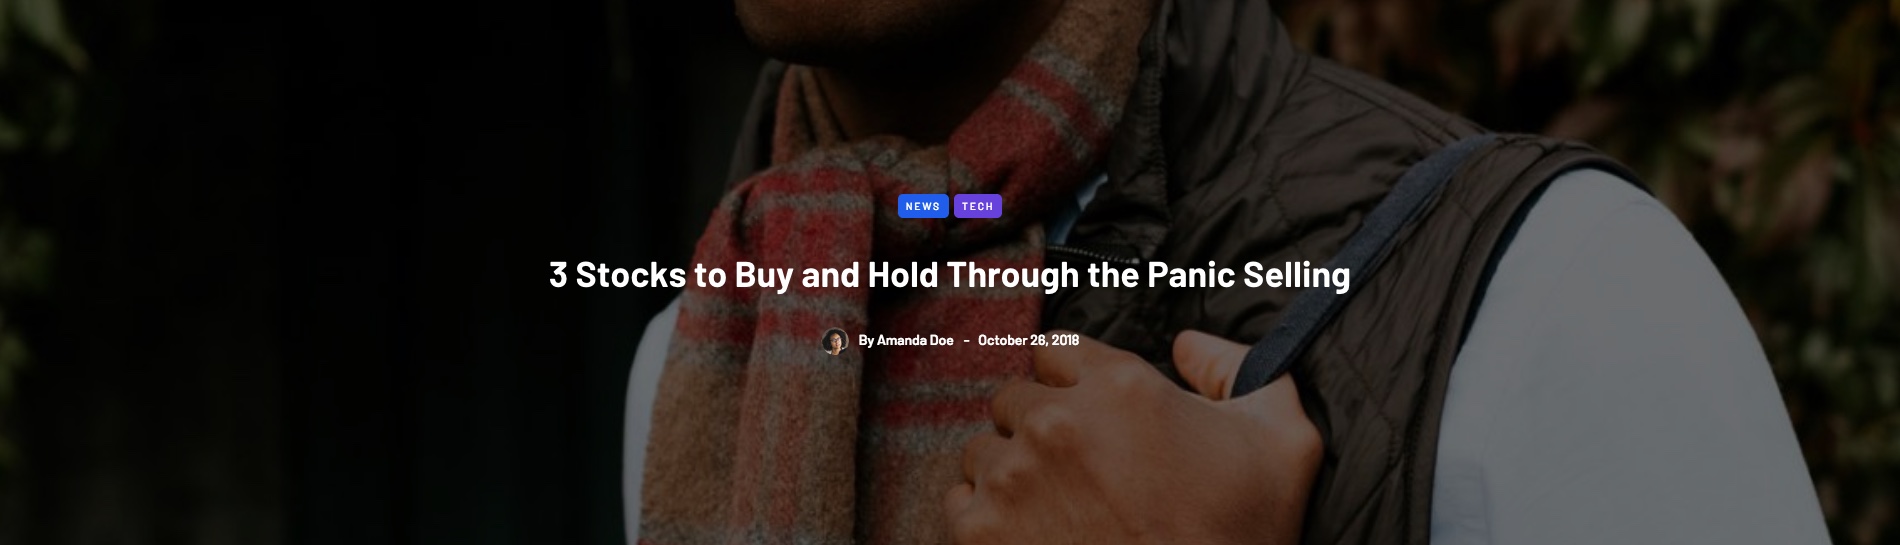 NEWS TECH
3 Stocks to Buy and Hold Through the Panic Selling
By Amanda Doe - October 26, 2018